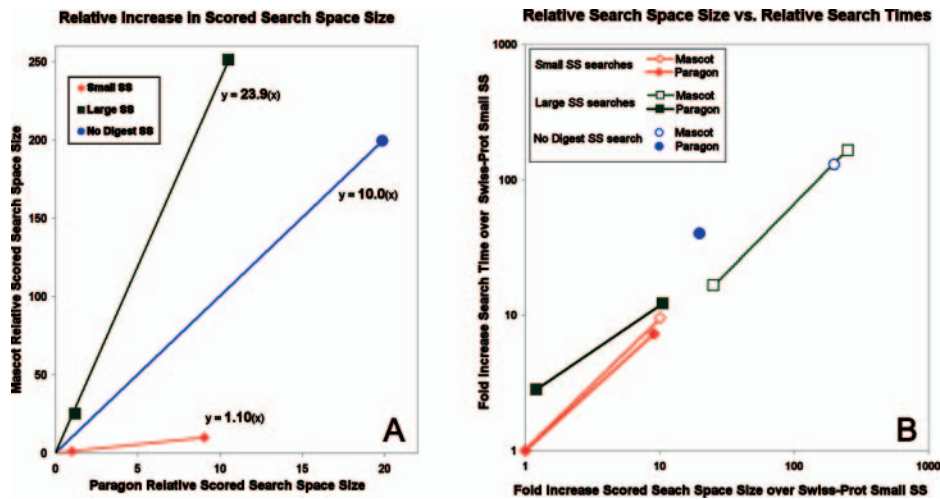 Relative Increase in Scored Search Space Size
Mascot Relative Scored Search Space Size
250
200
150
100
50
0
Small SS
Large SS
No Digest SS
y = 23.9(x)
y = 10.0(x)
y = 1.10(x)
A
0 5 10 15 20
Paragon Relative Scored Search Space Size
Relative Search Space Size vs. Relative Search Times
Fold Increase Search Time over Swiss-Prot Small SS
1000
100
10
1
Small SS searches Mascot
Paragon
Large SS searches Mascot
Paragon
No Digest SS search Mascot
Paragon
B
1 10 100 1000
Fold Increase Scored Seach Space Size over Swiss-Prot Small SS